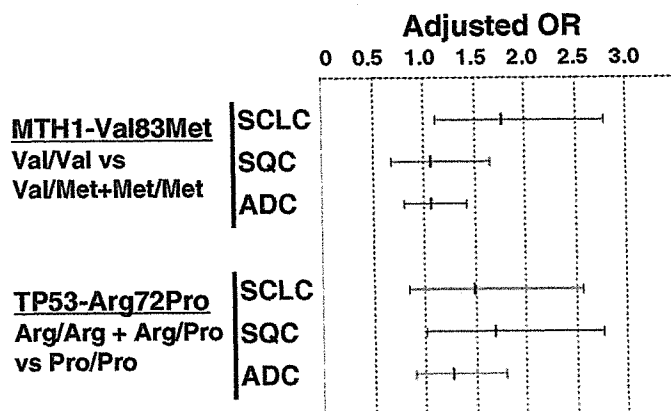 Adjusted OR
0 0.5 1.0 1.5 2.0 2.5 3.0
MTH1-Val83Met
Val/Val vs
Val/Met+Met/Met
SCLC
SQC
ADC
TP53-Arg72Pro
Arg/Arg + Arg/Pro
vs Pro/Pro
SCLC
SQC
ADC